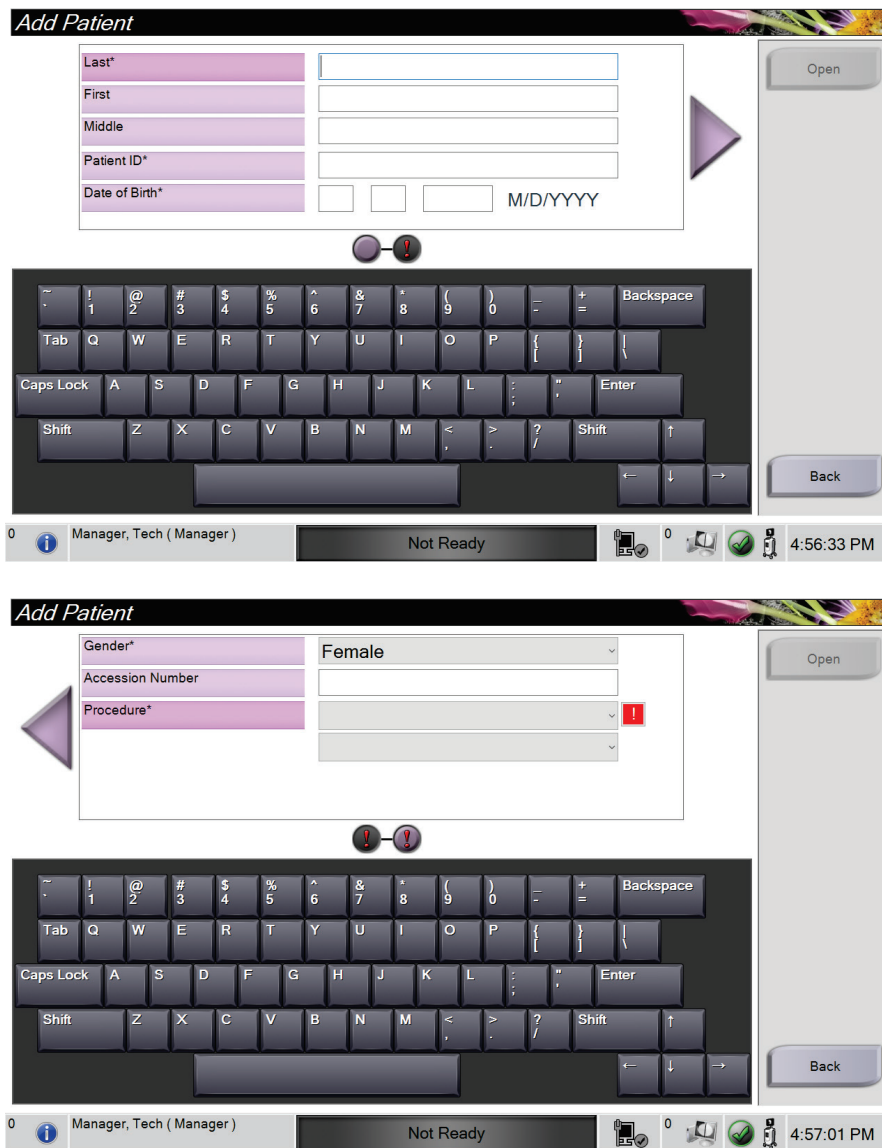 Add Patient
Last*
Open
First
Middle
Patient ID*
Date of Birth* M/D/YYYY
! 
~ ! @ # $ % ^ & * ( ) _ + Backspace
` 1 2 3 4 5 6 7 8 9 0 - =
Tab Q W E R T Y U I O P { } |
[ ] \
Caps Lock A S D F G H J K L : " Enter
; '
Shift Z X C V B N M < > ? Shift ↑
, . /
← ↓ →
Back
0 i Manager, Tech ( Manager ) Not Ready 0 4:56:33 PM
Add Patient
Gender* Female
Open
Accession Number
Procedure* !
! !
~ ! @ # $ % ^ & * ( ) _ + Backspace
` 1 2 3 4 5 6 7 8 9 0 - =
Tab Q W E R T Y U I O P { } |
[ ] \
Caps Lock A S D F G H J K L : " Enter
; '
Shift Z X C V B N M < > ? Shift ↑
, . /
← ↓ →
Back
0 i Manager, Tech ( Manager ) Not Ready 0 4:57:01 PM